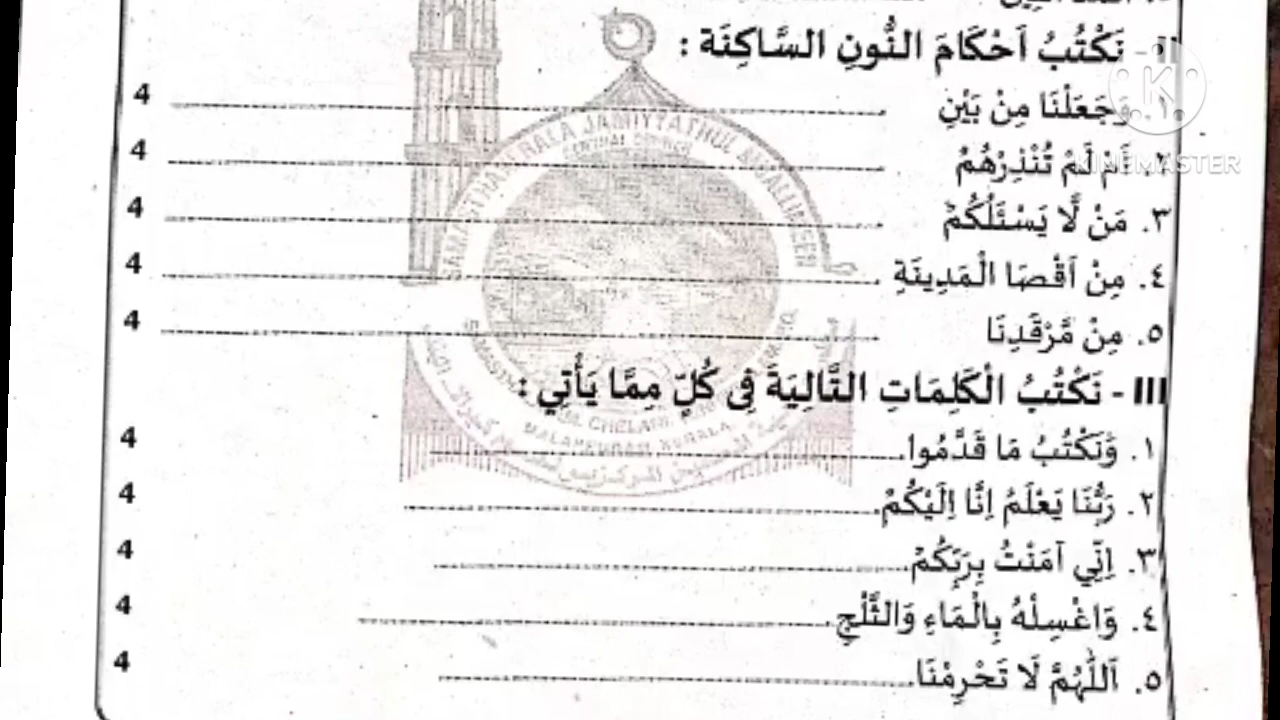 II - نَكْتُبُ اَحْكَامَ النُّونِ السَّاكِنَة :
١. وَجَعَلْنَا مِنْ بَيْنِ 4
٢. اَمْ لَمْ تُنْذِرْهُمْ 4
٣. مَنْ لَّا يَسْئَلُكُمْ 4
٤. مِنْ اَقْصَا الْمَدِينَةِ 4
٥. مِنْ مَّرْقَدِنَا 4
III - نَكْتُبُ الْكَلِمَاتِ التَّالِيَةَ فِى كُلٍّ مِمَّا يَأْتِي :
١. وَنَكْتُبُ مَا قَدَّمُوا 4
٢. رَبُّنَا يَعْلَمُ اِنَّا اِلَيْكُمْ 4
٣. اِنِّي آمَنْتُ بِرَبِّكُمْ 4
٤. وَاغْسِلْهُ بِالْمَاءِ وَالثَّلْجِ 4
٥. اَللّٰهُمَّ لَا تَحْرِمْنَا 4
K
KINEMASTER